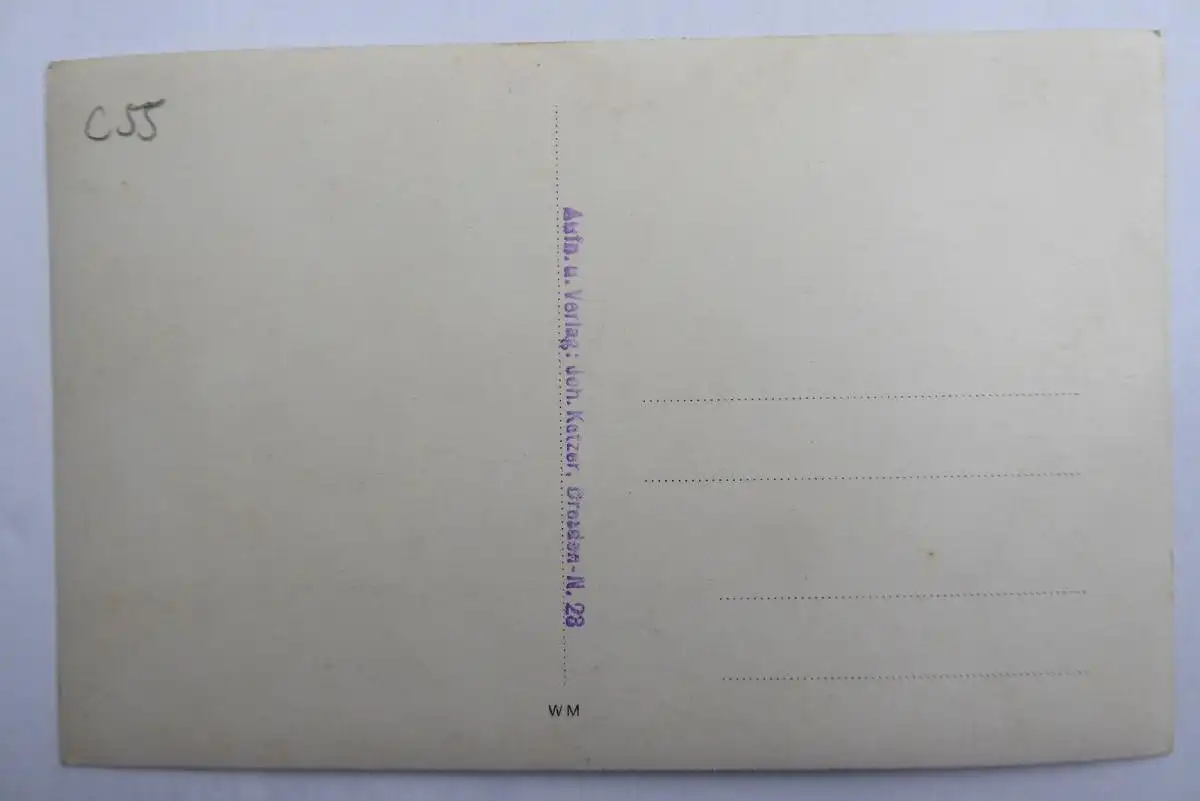 C55
Aufn. u. Verlag: Joh. Katzer, Dresden-N. 28
WM